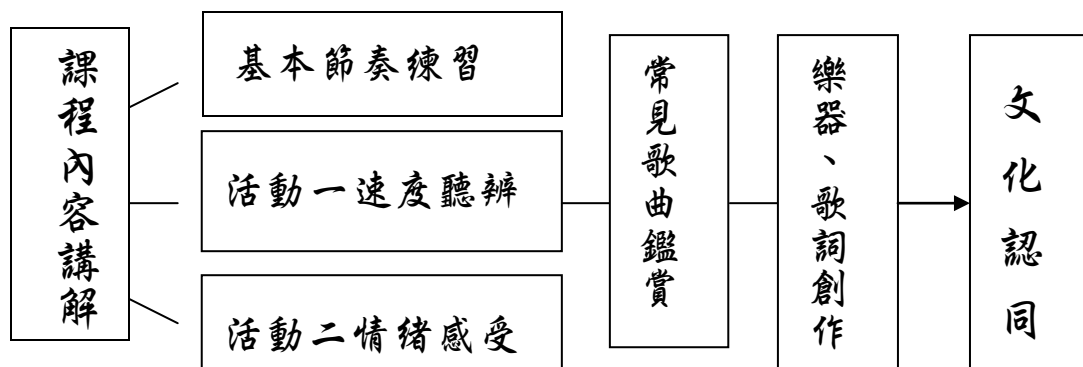 課程內容講解
基本節奏練習
活動一速度聽辨
活動二情緒感受
常見歌曲鑑賞
樂器、歌詞創作
文化認同